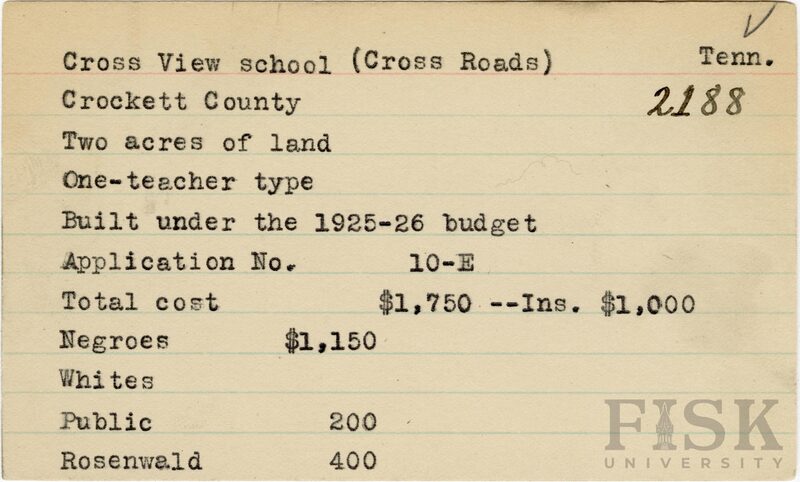 Cross View school (Cross Roads) Tenn.
Crockett County 2188
Two acres of land
One-teacher type
Built under the 1925-26 budget
Application No. 10-E
Total cost $1,750 --Ins. $1,000
Negroes $1,150
Whites
Public 200
Rosenwald 400
FISK
UNIVERSITY